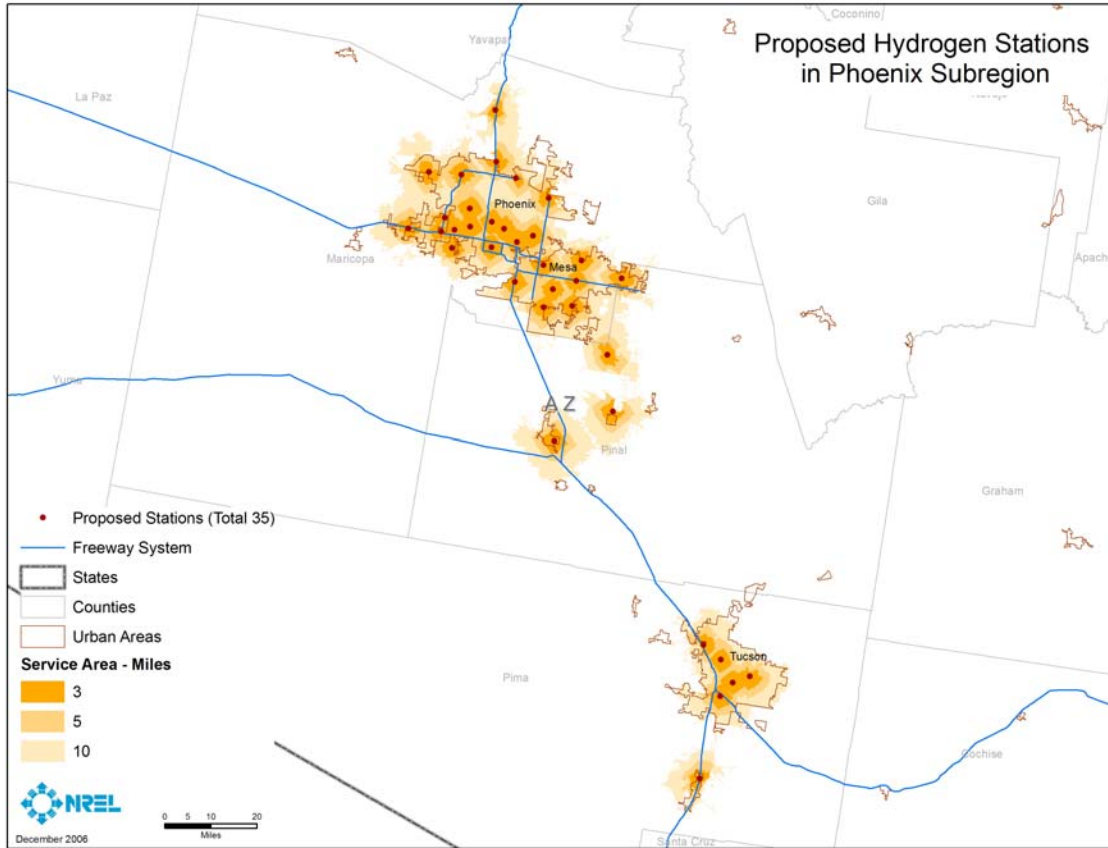 Proposed Hydrogen Stations
in Phoenix Subregion
Coconino
Yavapai
La Paz
Navajo
Gila
Phoenix
Maricopa
Mesa
Apach
Yuma
AZ
Pinal
Graham
Proposed Stations (Total 35)
Freeway System
States
Counties
Urban Areas
Service Area - Miles
3
5
10
Tucson
Pima
Cochise
NREL
0 5 10 20
Miles
December 2006
Santa Cruz